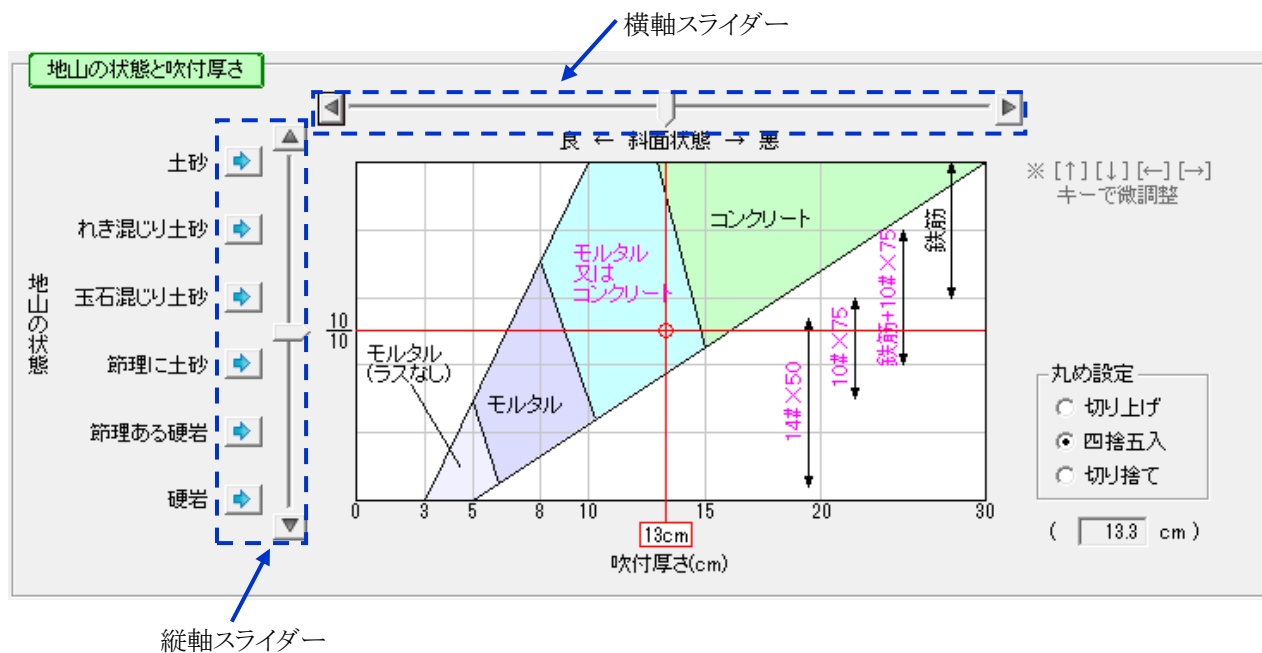 横軸スライダー
地山の状態と吹付厚さ
良 ← 斜面状態 → 悪
土砂
れき混じり土砂
玉石混じり土砂
節理に土砂
節理ある硬岩
硬岩
地山の状態
10
10
コンクリート
モルタル
又は
コンクリート
モルタル
(ラスなし)
モルタル
14#×50
10#×75
鉄筋+10#×75
鉄筋
0 3 5 8 10 15 20 30
13cm
吹付厚さ(cm)
※ [↑][↓][←][→]
キーで微調整
丸め設定
切り上げ
四捨五入
切り捨て
( 13.3 cm )
縦軸スライダー